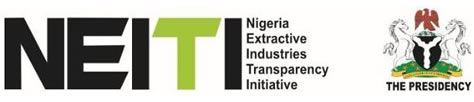 NEITI
Nigeria
Extractive
Industries
Transparency
Initiative
THE PRESIDENCY